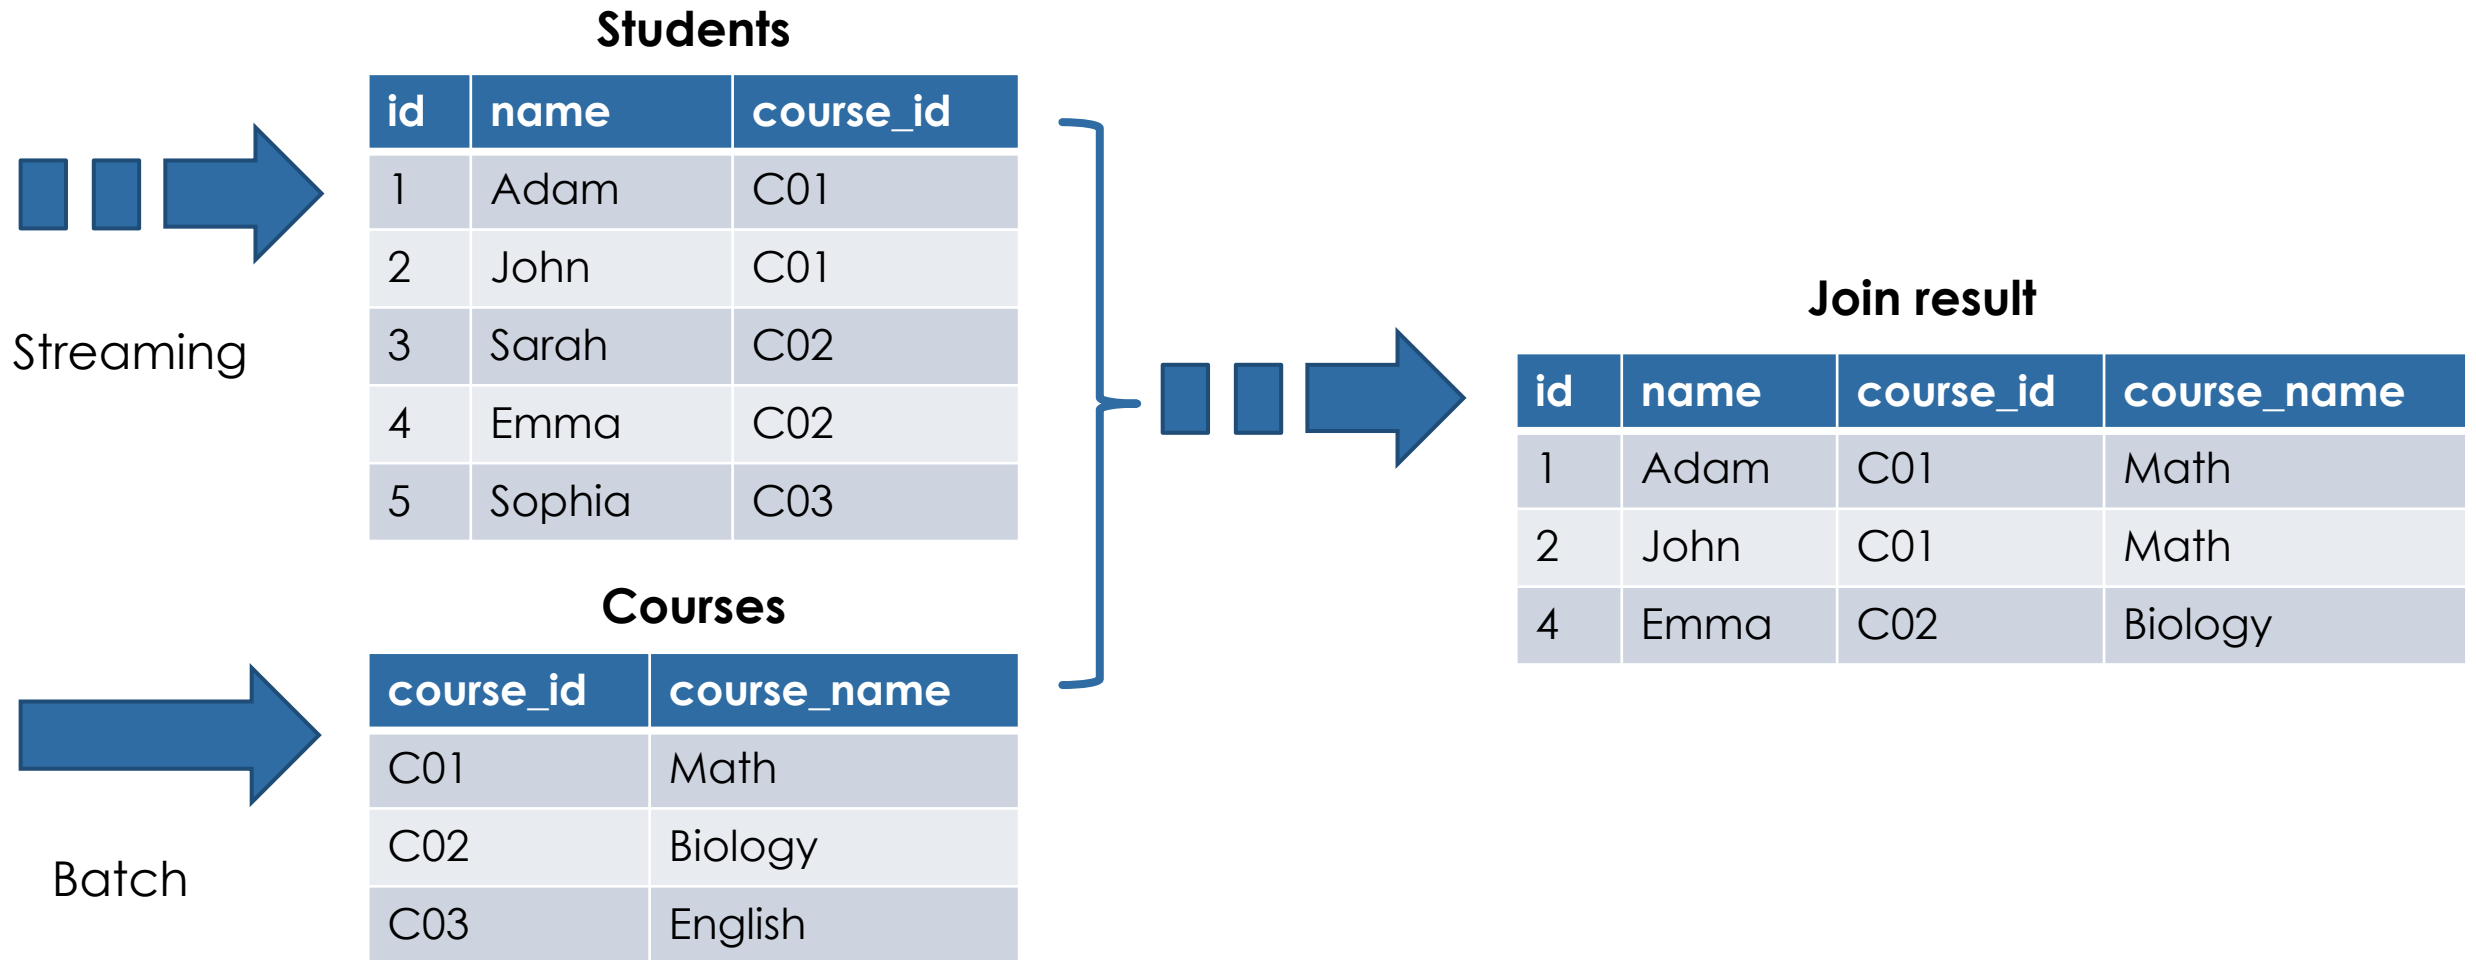 Students
id name course_id
1 Adam C01
2 John C01
3 Sarah C02
4 Emma C02
5 Sophia C03
Streaming
Courses
course_id course_name
C01 Math
C02 Biology
C03 English
Batch
Join result
id name course_id course_name
1 Adam C01 Math
2 John C01 Math
4 Emma C02 Biology